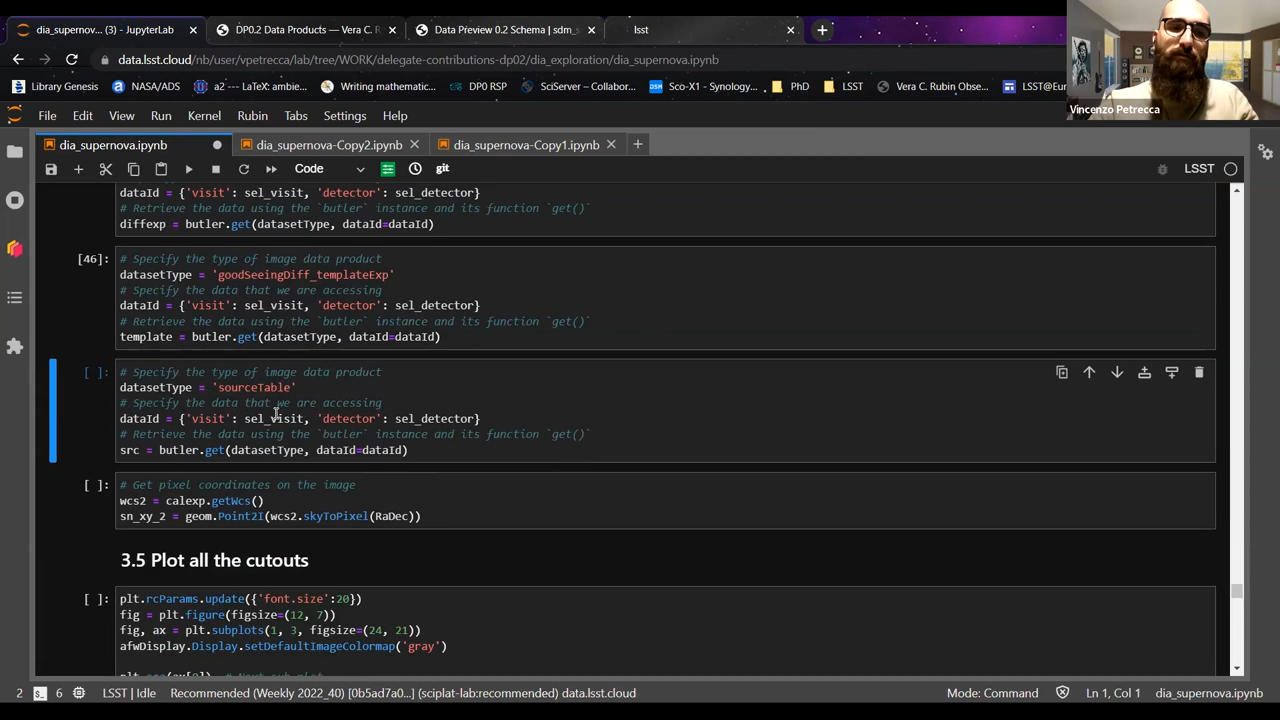 dia_supernov... (3) - JupyterLab
DP0.2 Data Products — Vera C. R
Data Preview 0.2 Schema | sdm_s
lsst
data.lsst.cloud/nb/user/vpetrecca/lab/tree/WORK/delegate-contributions-dp02/dia_exploration/dia_supernova.ipynb
Library Genesis
NASA/ADS
a2 :: LaTeX: ambie...
Writing mathematic...
DP0 RSP
SciServer – Collabor...
Sco-X1 - Synology...
PhD
LSST
Vera C. Rubin Obse...
LSST@Eur
Vincenzo Petrecca
File Edit View Run Kernel Rubin Tabs Settings Help
dia_supernova.ipynb
dia_supernova-Copy2.ipynb
dia_supernova-Copy1.ipynb
Code
git
LSST
dataId = {'visit': sel_visit, 'detector': sel_detector}
# Retrieve the data using the `butler` instance and its function `get()`
diffexp = butler.get(datasetType, dataId=dataId)
[46]:
# Specify the type of image data product
datasetType = 'goodSeeingDiff_templateExp'
# Specify the data that we are accessing
dataId = {'visit': sel_visit, 'detector': sel_detector}
# Retrieve the data using the `butler` instance and its function `get()`
template = butler.get(datasetType, dataId=dataId)
[ ]:
# Specify the type of image data product
datasetType = 'sourceTable'
# Specify the data that we are accessing
dataId = {'visit': sel_visit, 'detector': sel_detector}
# Retrieve the data using the `butler` instance and its function `get()`
src = butler.get(datasetType, dataId=dataId)
[ ]:
# Get pixel coordinates on the image
wcs2 = calexp.getWcs()
sn_xy_2 = geom.Point2I(wcs2.skyToPixel(RaDec))
3.5 Plot all the cutouts
[ ]:
plt.rcParams.update({'font.size':20})
fig = plt.figure(figsize=(12, 7))
fig, ax = plt.subplots(1, 3, figsize=(24, 21))
afwDisplay.Display.setDefaultImageColormap('gray')
2
6
LSST | Idle
Recommended (Weekly 2022_40) [0b5ad7a0... (sciplat-lab:recommended) data.lsst.cloud
Mode: Command
Ln 1, Col 1
dia_supernova.ipynb